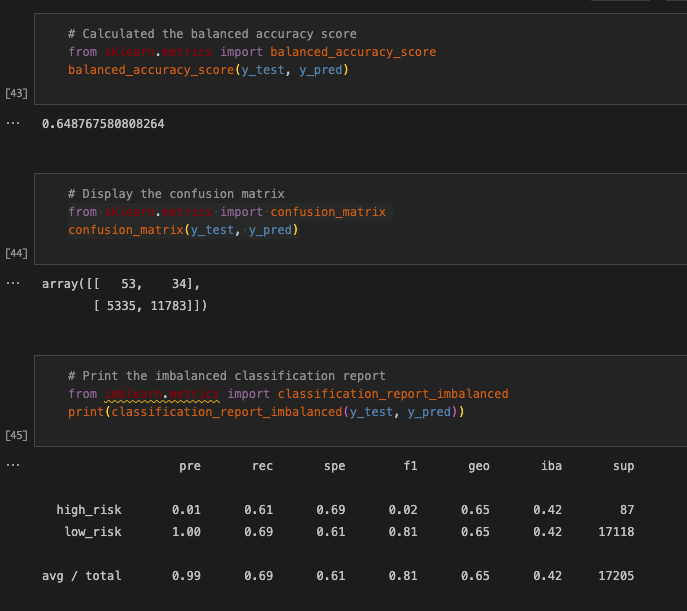 # Calculated the balanced accuracy score
from sklearn.metrics import balanced_accuracy_score
balanced_accuracy_score(y_test, y_pred)
[43]
... 0.648767580808264
# Display the confusion matrix
from sklearn.metrics import confusion_matrix
confusion_matrix(y_test, y_pred)
[44]
... array([[   53,    34],
       [ 5335, 11783]])
# Print the imbalanced classification report
from imblearn.metrics import classification_report_imbalanced
print(classification_report_imbalanced(y_test, y_pred))
[45]
... pre rec spe f1 geo iba sup
high_risk 0.01 0.61 0.69 0.02 0.65 0.42 87
low_risk 1.00 0.69 0.61 0.81 0.65 0.42 17118
avg / total 0.99 0.69 0.61 0.81 0.65 0.42 17205